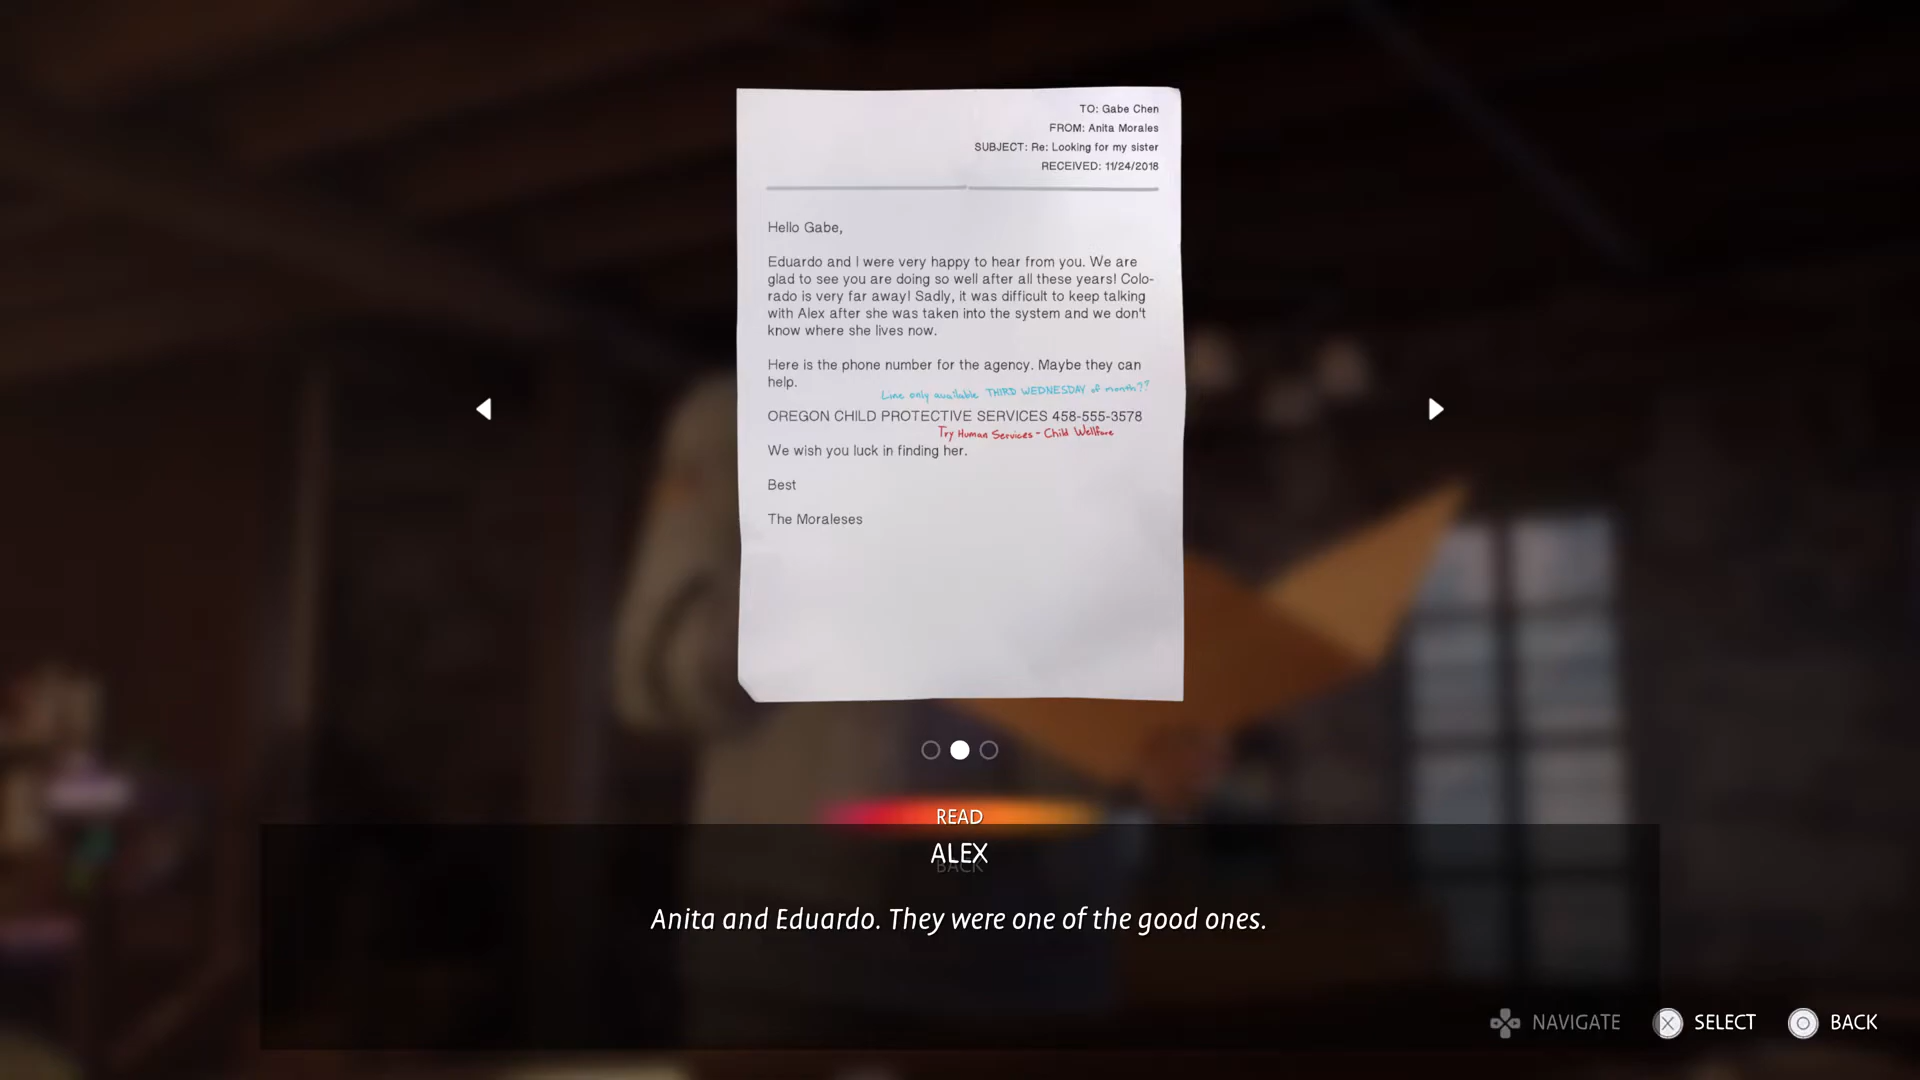 TO: Gabe Chen
FROM: Anita Morales
SUBJECT: Re: Looking for my sister
RECEIVED: 11/24/2018
Hello Gabe,
Eduardo and I were very happy to hear from you. We are
glad to see you are doing so well after all these years! Colo-
rado is very far away! Sadly, it was difficult to keep talking
with Alex after she was taken into the system and we don't
know where she lives now.
Here is the phone number for the agency. Maybe they can
help.
Line only available THIRD WEDNESDAY of month??
OREGON CHILD PROTECTIVE SERVICES 458-555-3578
Try Human Services - Child Wellfare
We wish you luck in finding her.
Best
The Moraleses
READ
ALEX
BACK
Anita and Eduardo. They were one of the good ones.
NAVIGATE
SELECT
BACK